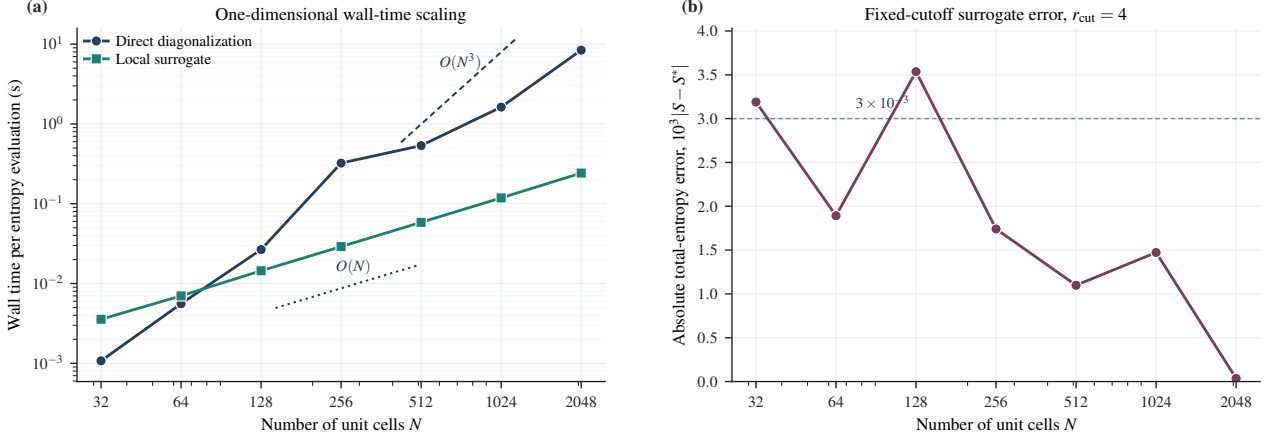 (a)
One-dimensional wall-time scaling
Direct diagonalization
Local surrogate
O(N³)
O(N)
Wall time per entropy evaluation (s)
10¹
10⁰
10⁻¹
10⁻²
10⁻³
32 64 128 256 512 1024 2048
Number of unit cells N
(b)
Fixed-cutoff surrogate error, r_cut = 4
3 × 10⁻³
Absolute total-entropy error, 10³|S − S*|
4.0
3.5
3.0
2.5
2.0
1.5
1.0
0.5
0.0
32 64 128 256 512 1024 2048
Number of unit cells N